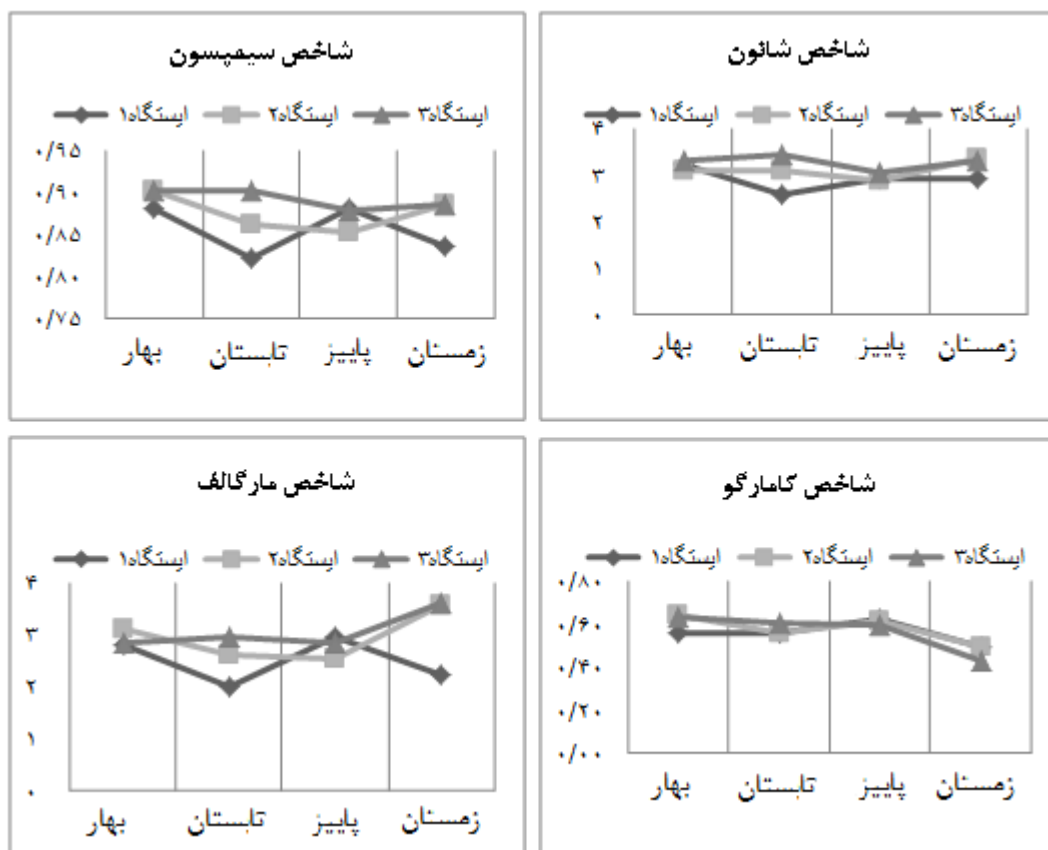 شاخص سیمپسون
ایستگاه۱ ایستگاه۲ ایستگاه۳
۰/۹۵
۰/۹۰
۰/۸۵
۰/۸۰
۰/۷۵
بهار تابستان پاییز زمستان
شاخص شانون
ایستگاه۱ ایستگاه۲ ایستگاه۳
۴
۳
۲
۱
۰
بهار تابستان پاییز زمستان
شاخص مارگالف
ایستگاه۱ ایستگاه۲ ایستگاه۳
۴
۳
۲
۱
۰
بهار تابستان پاییز زمستان
شاخص کامارگو
ایستگاه۱ ایستگاه۲ ایستگاه۳
۰/۸۰
۰/۶۰
۰/۴۰
۰/۲۰
۰/۰۰
بهار تابستان پاییز زمستان